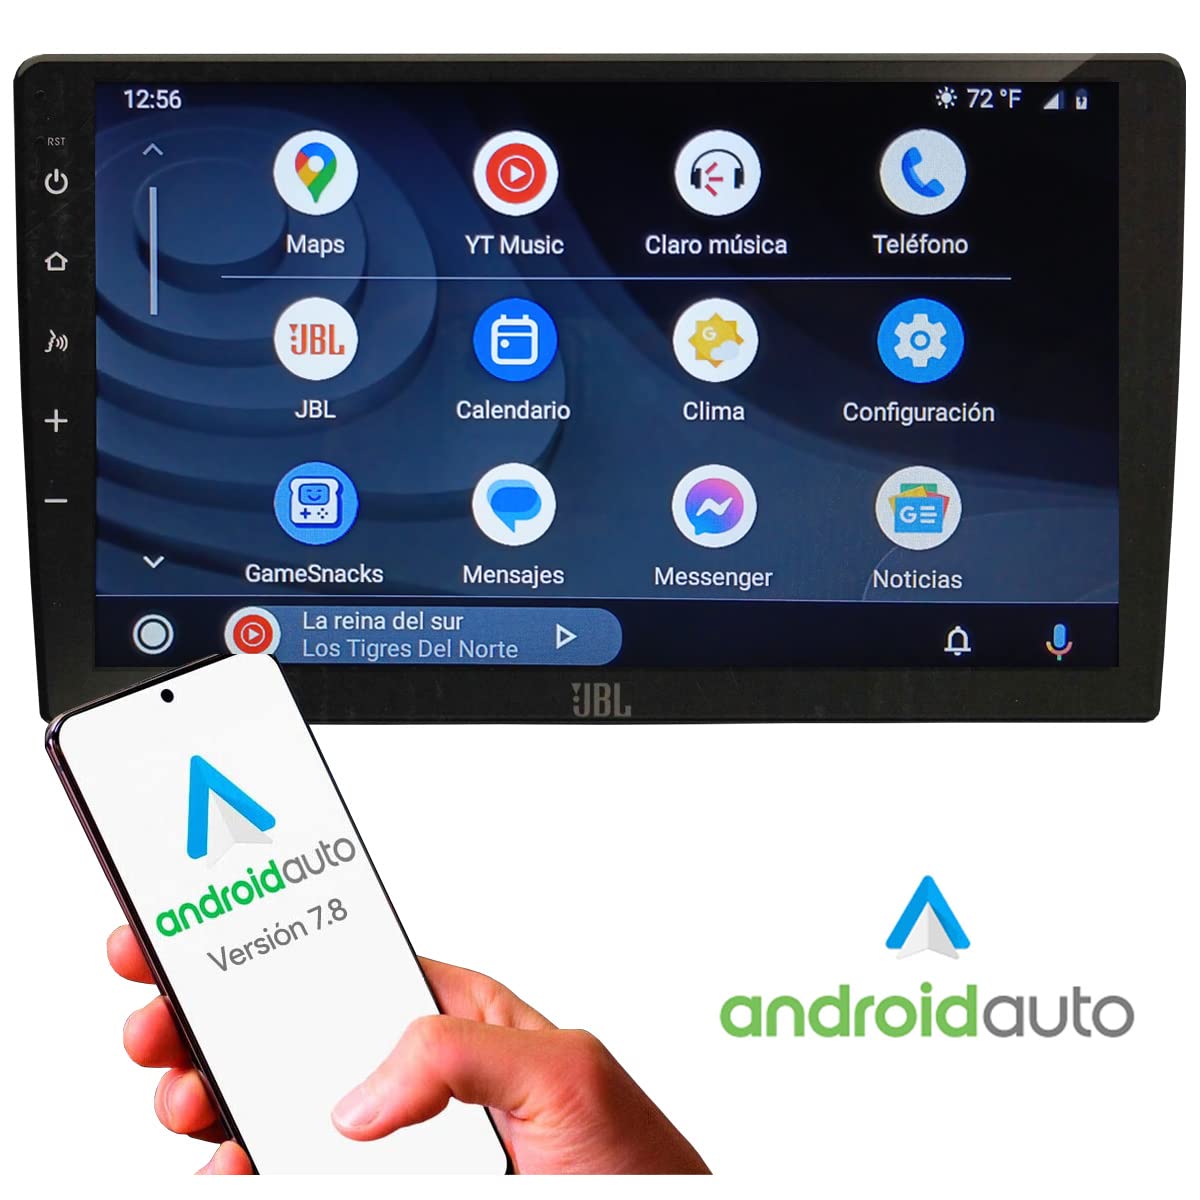 12:56
72 °F
RST
Maps
YT Music
Claro música
Teléfono
JBL
JBL
Calendario
G
Clima
Configuración
GameSnacks
Mensajes
Messenger
G
Noticias
La reina del sur
Los Tigres Del Norte
JBL
androidauto
Versión 7.8
androidauto